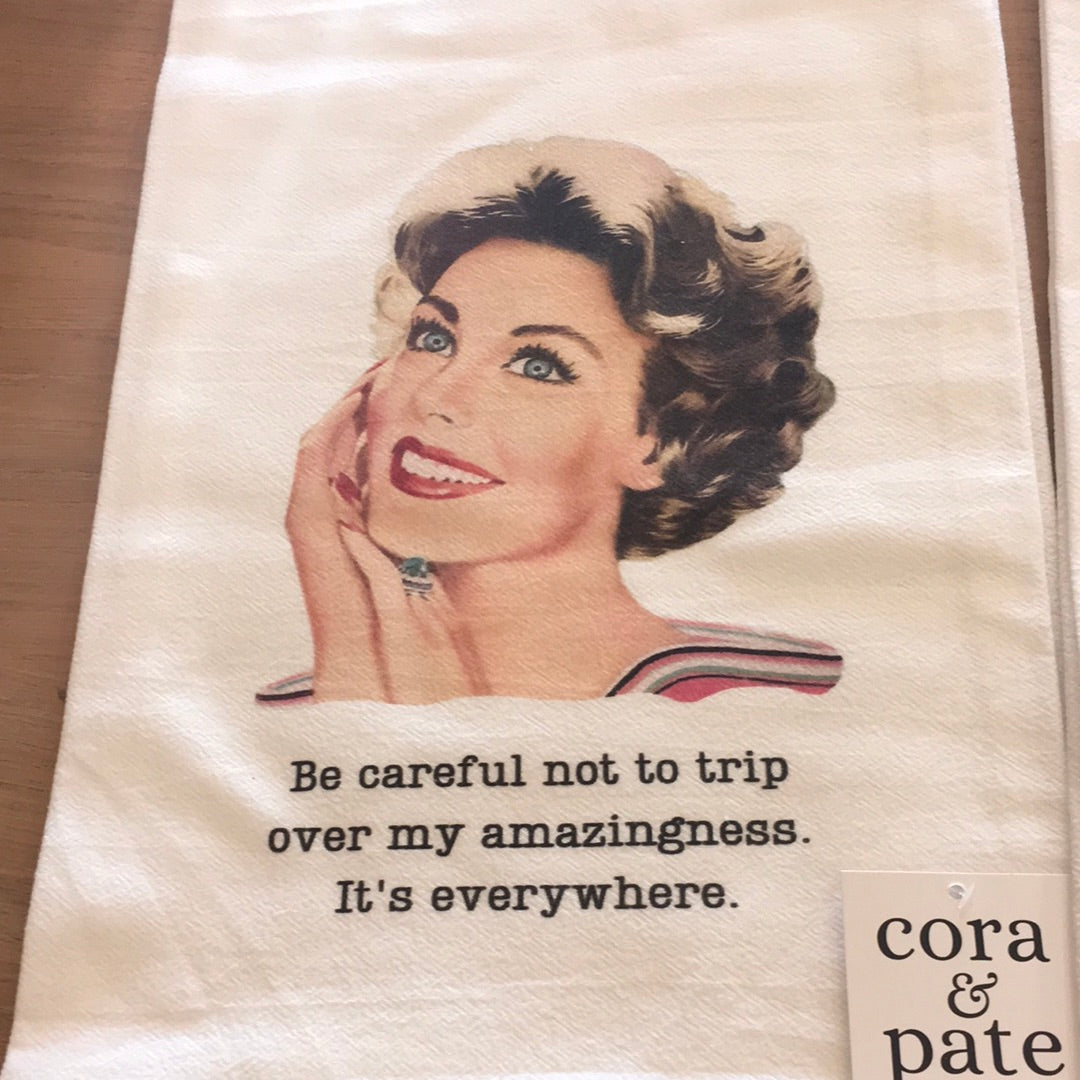 Be careful not to trip
over my amazingness.
It's everywhere.
cora
&
pate